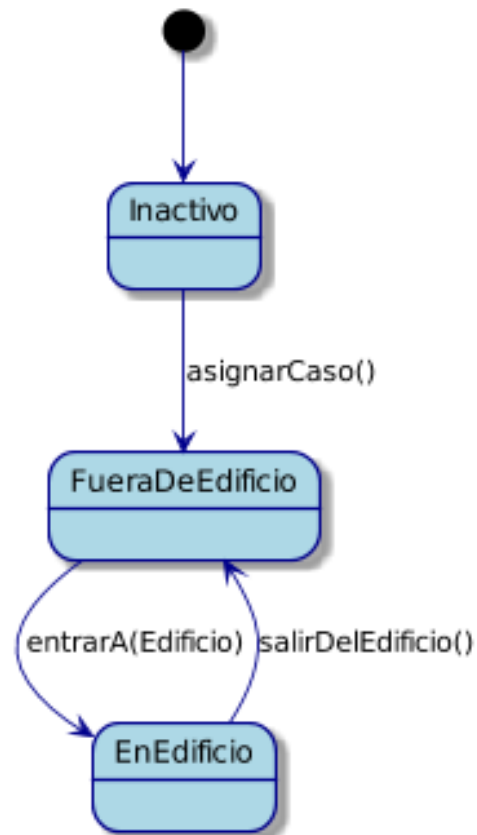 Inactivo
asignarCaso()
FueraDeEdificio
entrarA(Edificio)
salirDelEdificio()
EnEdificio